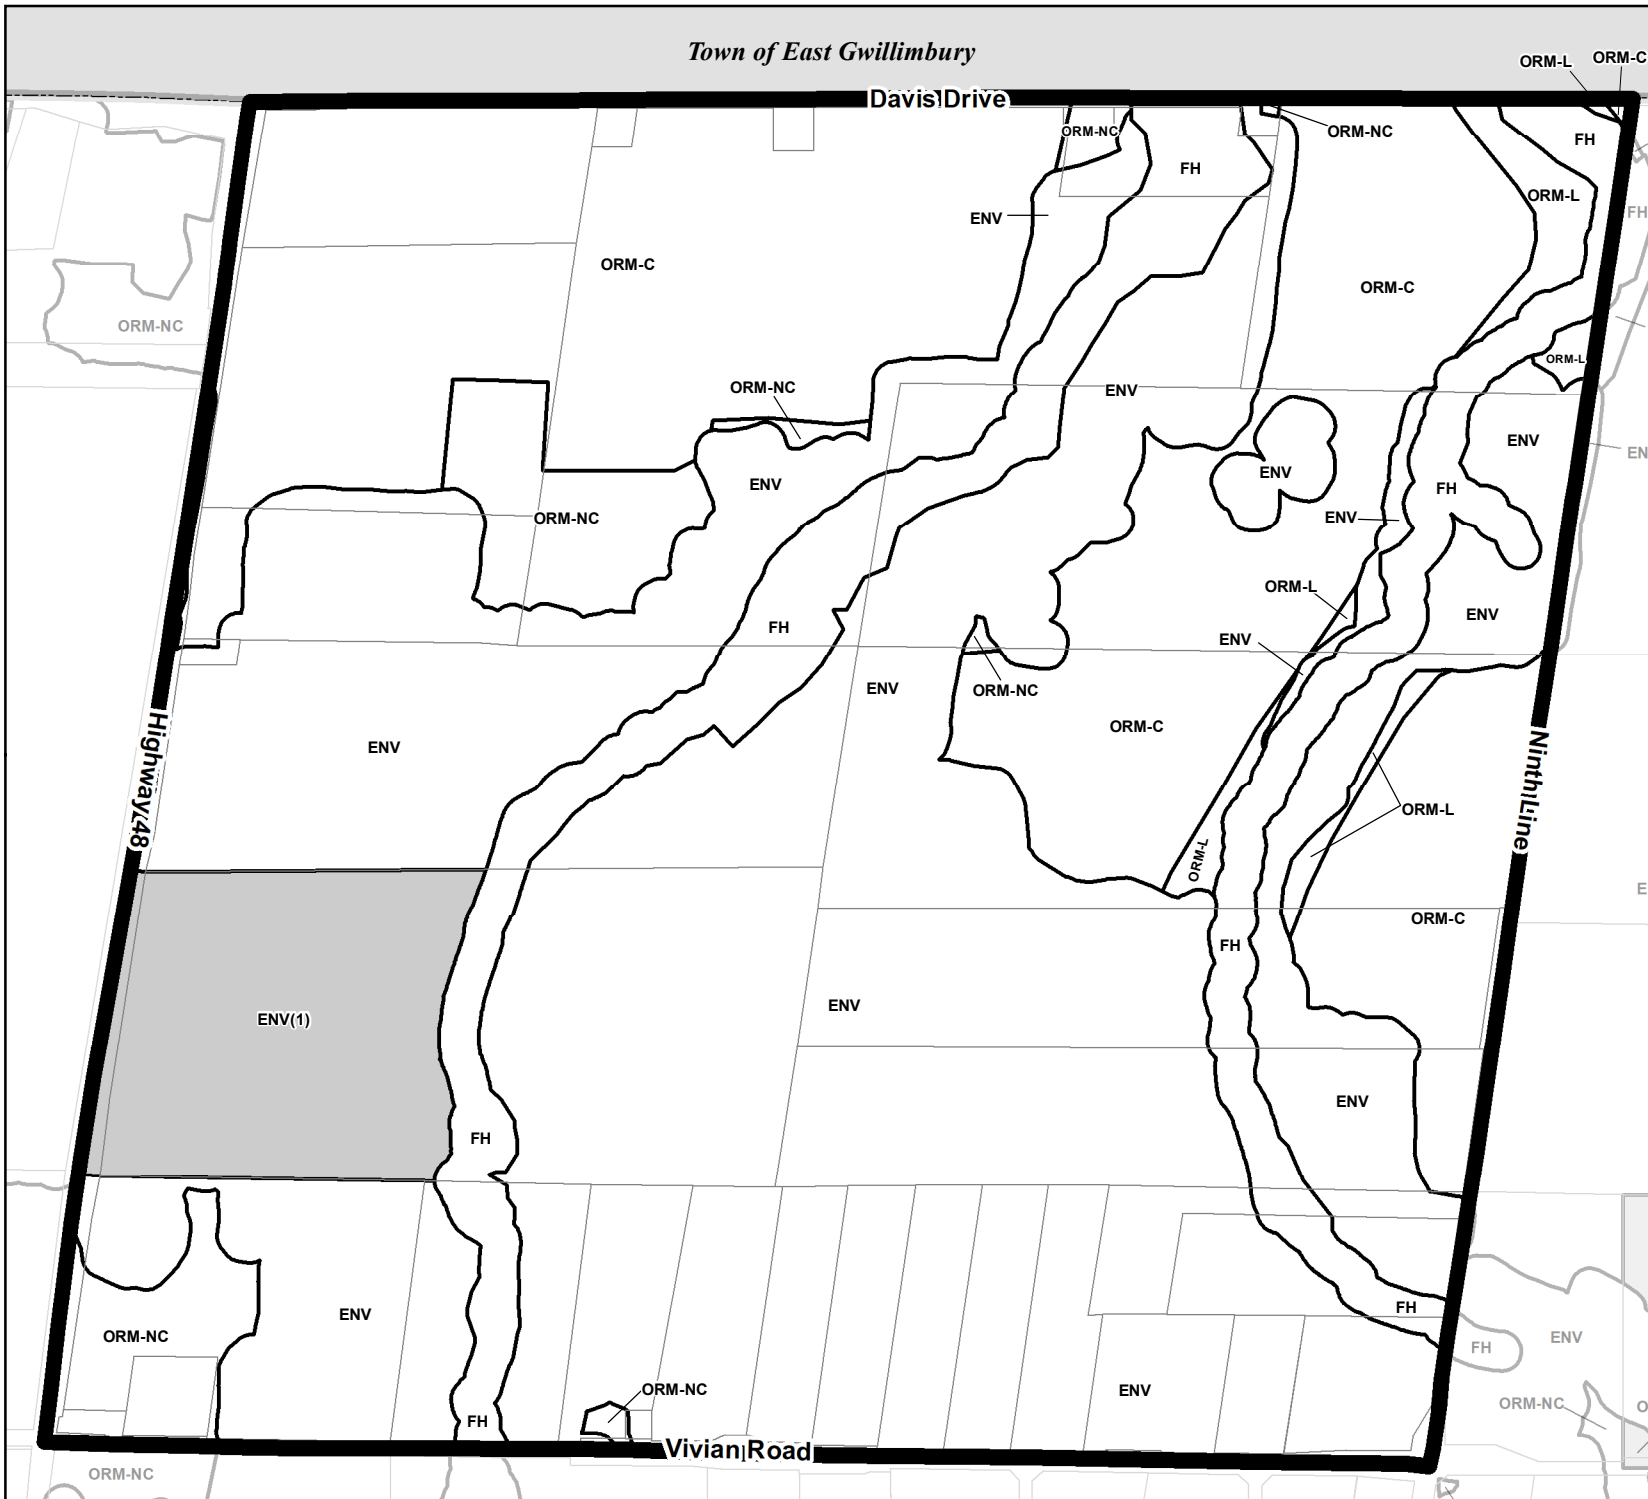 Town of East Gwillimbury
ORM-L
ORM-C
Davis Drive
ORM-NC
ORM-NC
FH
FH
ORM-L
FH
ENV
ORM-C
ORM-C
ORM-NC
ORM-L
ORM-NC
ENV
ENV
EN
ENV
ENV
FH
ORM-NC
ENV
ORM-L
ENV
FH
ENV
ENV
ORM-NC
ORM-C
ENV
Highway 48
Ninth Line
ORM-L
ORM-L
E
ORM-C
FH
ENV
ENV(1)
ENV
FH
FH
ENV
ORM-NC
ENV
FH
ORM-NC
ENV
ORM-NC
O
FH
Vivian Road
ORM-NC